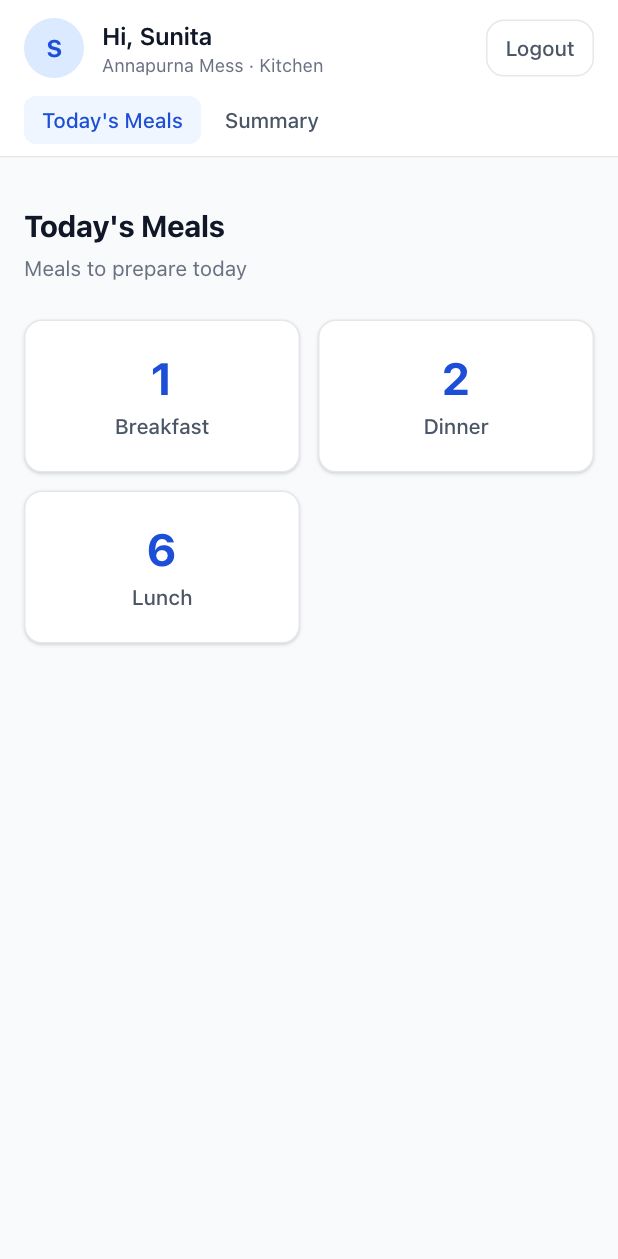 S
Hi, Sunita
Annapurna Mess · Kitchen
Logout
Today's Meals
Summary
Today's Meals
Meals to prepare today
1
Breakfast
2
Dinner
6
Lunch